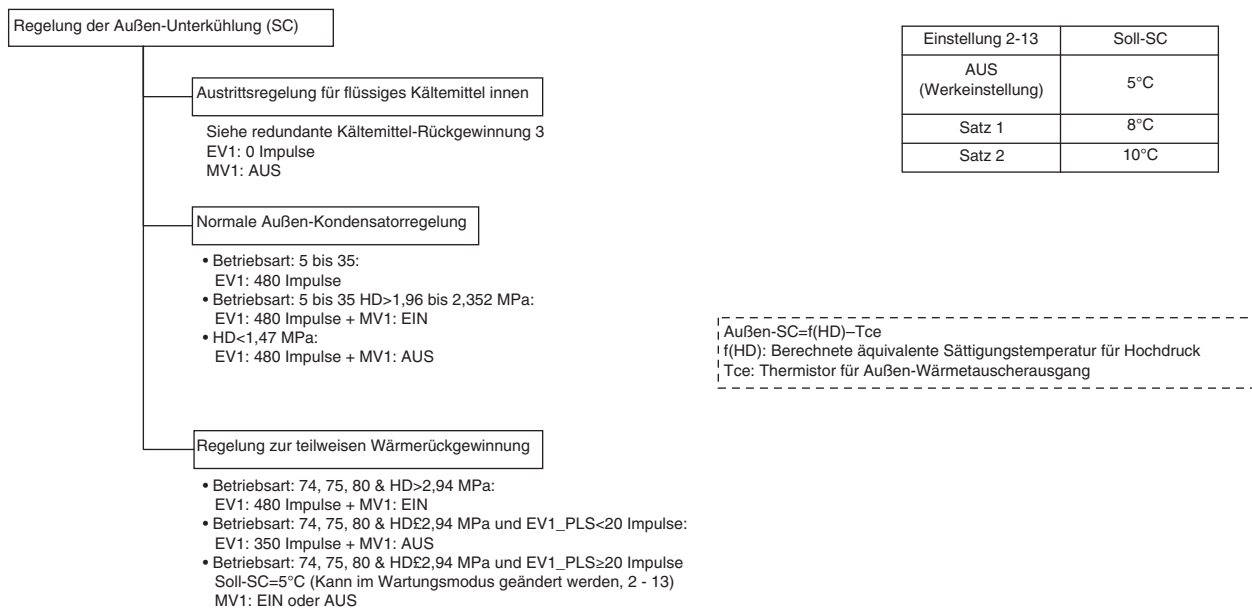 Regelung der Außen-Unterkühlung (SC)
Austrittsregelung für flüssiges Kältemittel innen
Siehe redundante Kältemittel-Rückgewinnung 3
EV1: 0 Impulse
MV1: AUS
Normale Außen-Kondensatorregelung
• Betriebsart: 5 bis 35:
EV1: 480 Impulse
• Betriebsart: 5 bis 35 HD>1,96 bis 2,352 MPa:
EV1: 480 Impulse + MV1: EIN
• HD<1,47 MPa:
EV1: 480 Impulse + MV1: AUS
Regelung zur teilweisen Wärmerückgewinnung
• Betriebsart: 74, 75, 80 & HD>2,94 MPa:
EV1: 480 Impulse + MV1: EIN
• Betriebsart: 74, 75, 80 & HD£2,94 MPa und EV1_PLS<20 Impulse:
EV1: 350 Impulse + MV1: AUS
• Betriebsart: 74, 75, 80 & HD£2,94 MPa und EV1_PLS≥20 Impulse
Soll-SC=5°C (Kann im Wartungsmodus geändert werden, 2 - 13)
MV1: EIN oder AUS
Einstellung 2-13 Soll-SC
AUS
(Werkeinstellung) 5°C
Satz 1 8°C
Satz 2 10°C
Außen-SC=f(HD)–Tce
f(HD): Berechnete äquivalente Sättigungstemperatur für Hochdruck
Tce: Thermistor für Außen-Wärmetauscherausgang